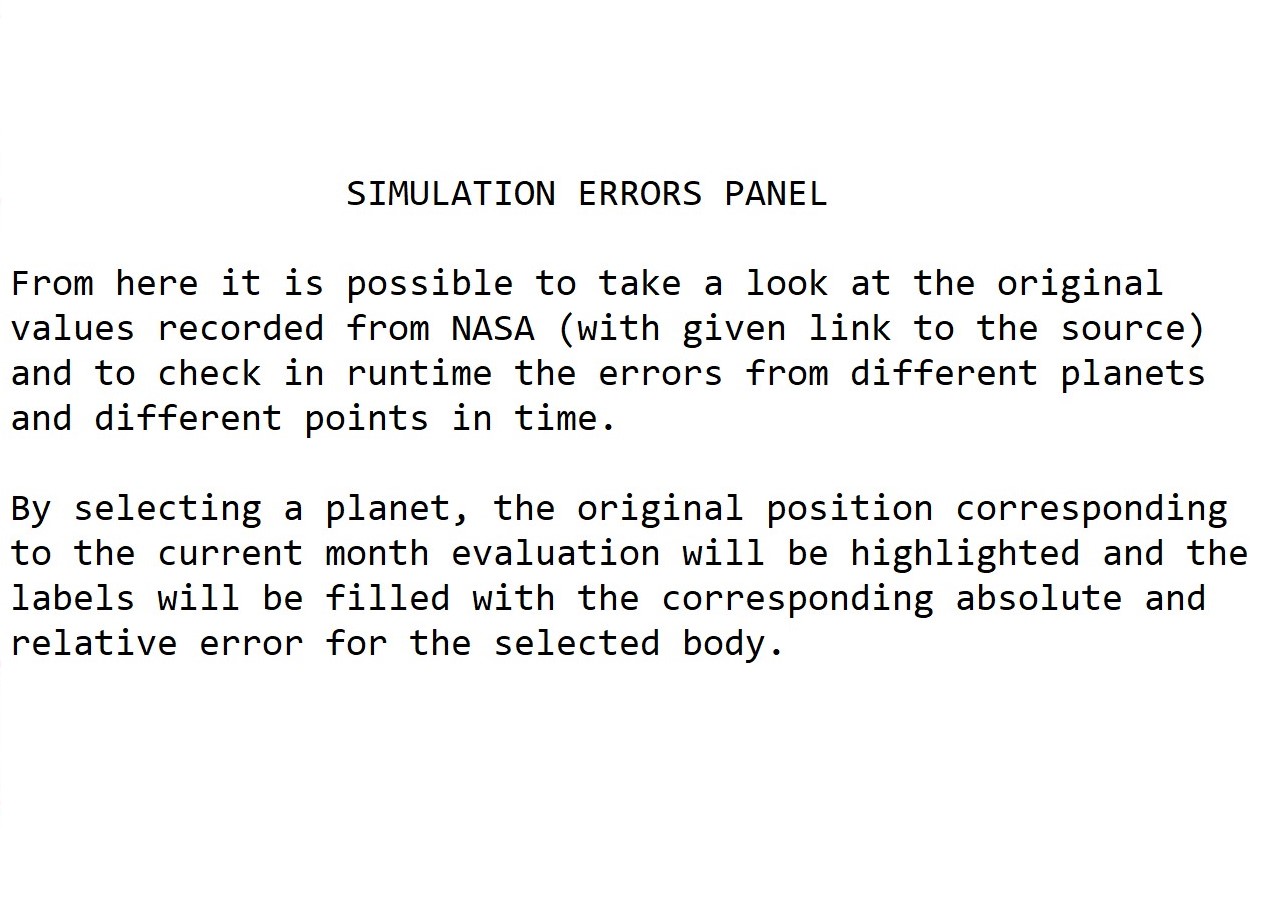 SIMULATION ERRORS PANEL
From here it is possible to take a look at the original
values recorded from NASA (with given link to the source)
and to check in runtime the errors from different planets
and different points in time.
By selecting a planet, the original position corresponding
to the current month evaluation will be highlighted and the
labels will be filled with the corresponding absolute and
relative error for the selected body.